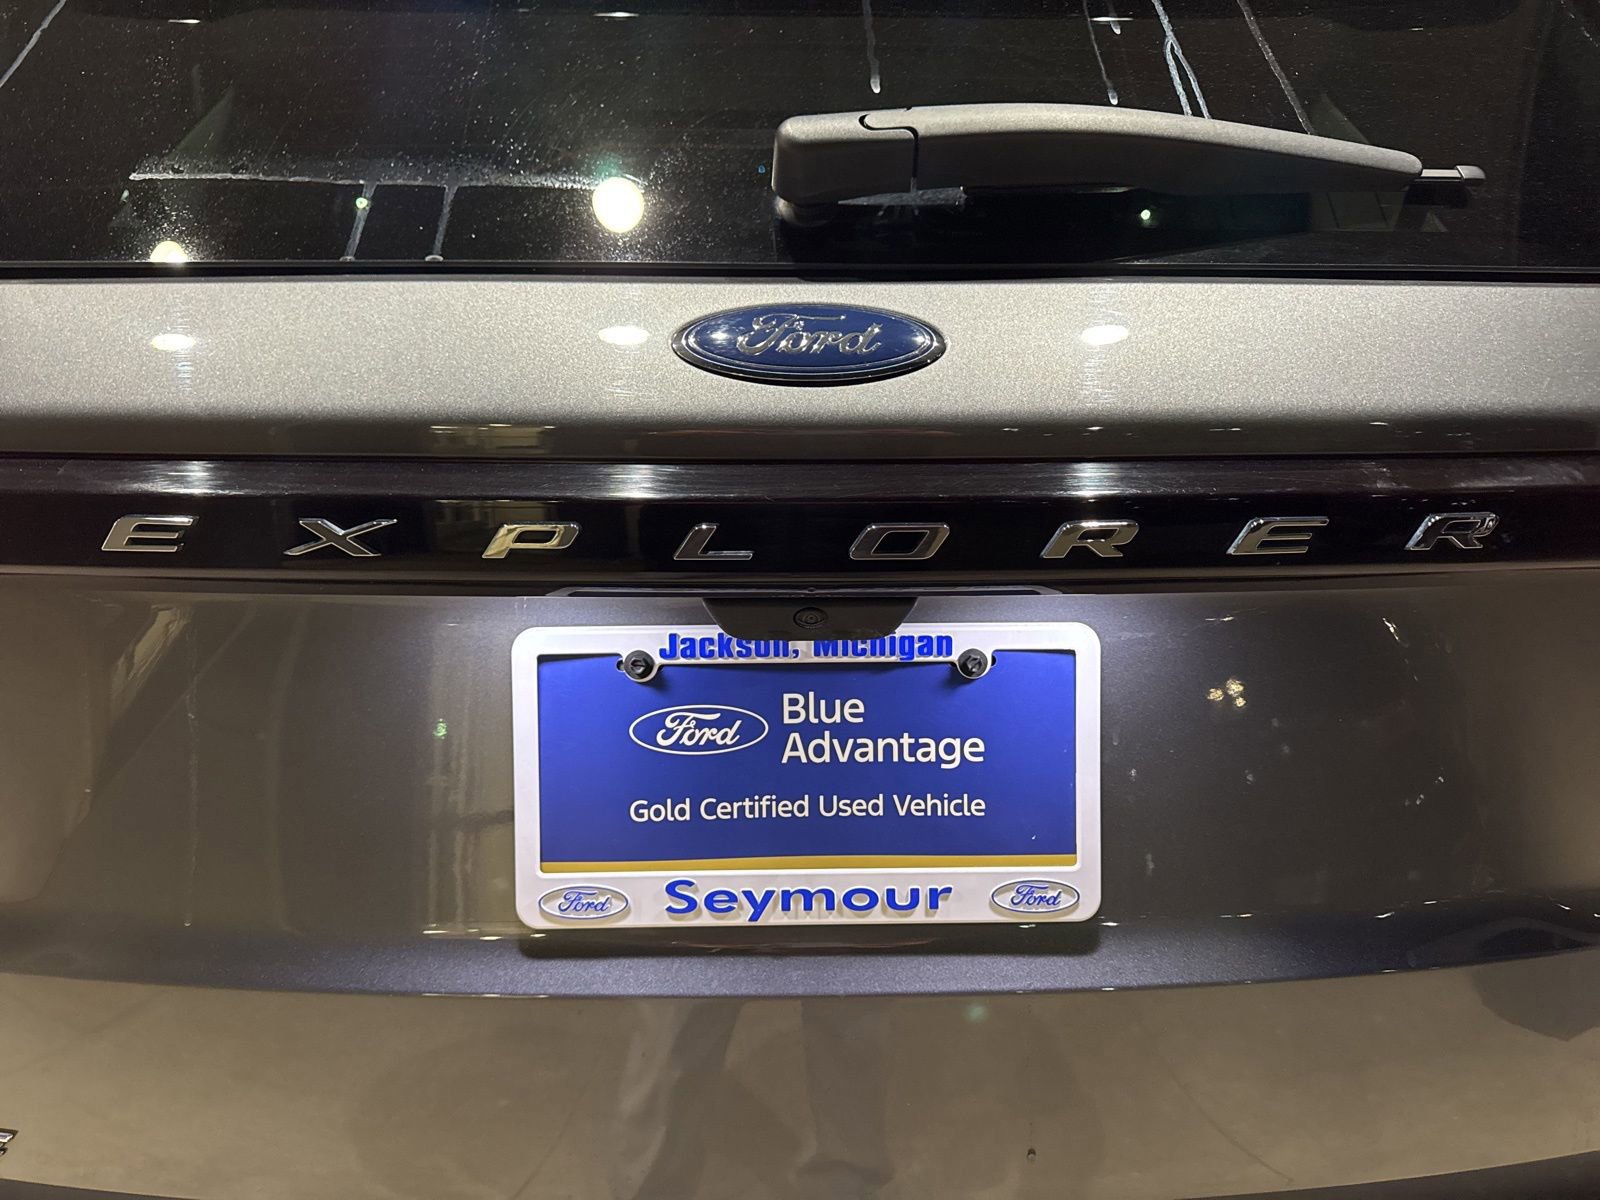 Ford
EXPLORER
Jackson, Michigan
Ford
Blue
Advantage
Gold Certified Used Vehicle
Ford
Seymour
Ford